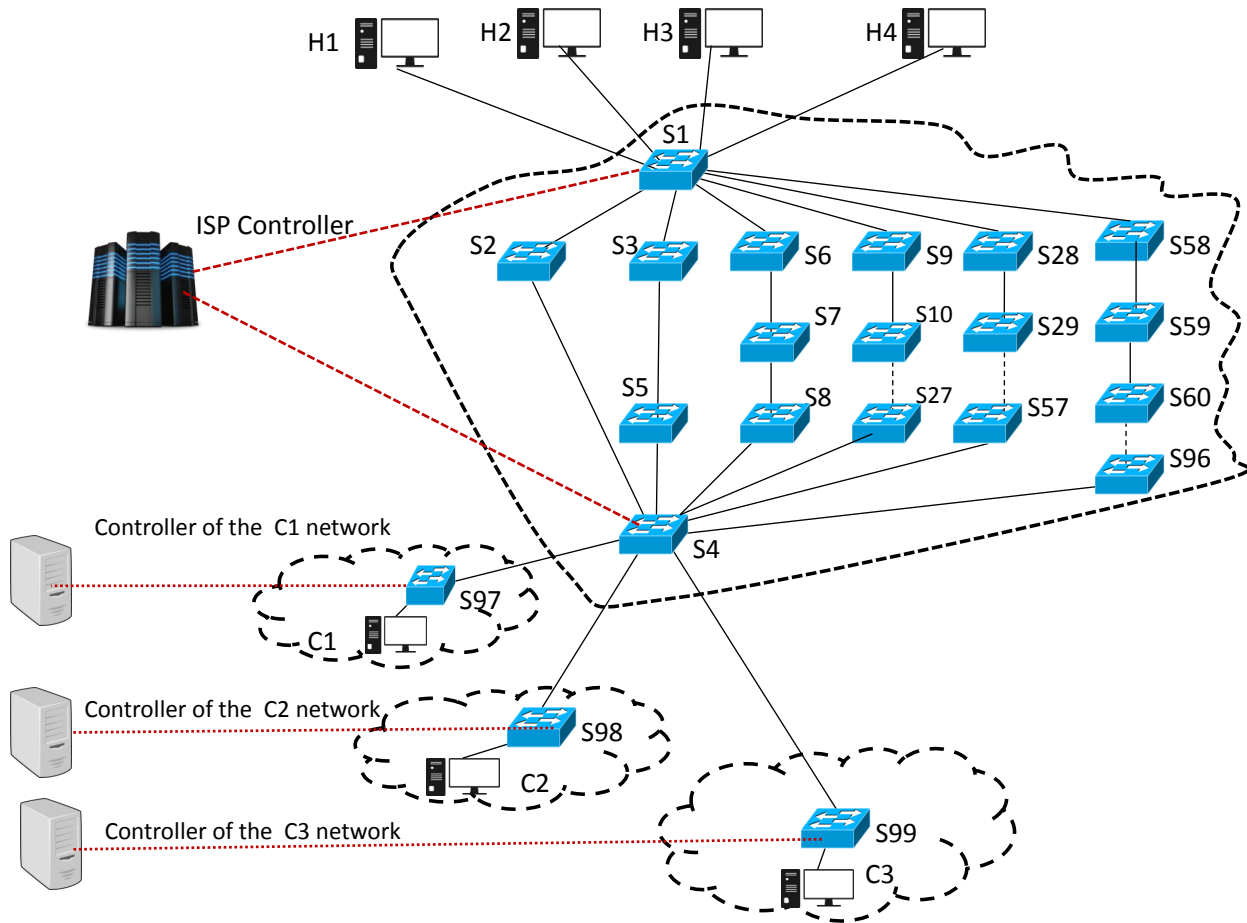 H1
H2
H3
H4
S1
ISP Controller
S2
S3
S6
S9
S28
S58
S7
S10
S29
S59
S5
S8
S27
S57
S60
S96
S4
Controller of the C1 network
S97
C1
Controller of the C2 network
S98
C2
Controller of the C3 network
S99
C3